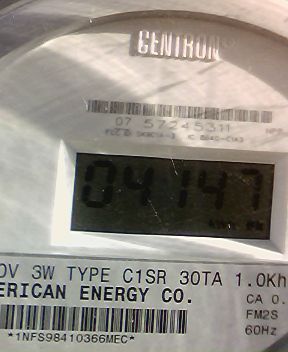 CENTRON
07 57245311
04147
0V 3W TYPE C1SR 30TA 1.0Kh
ERICAN ENERGY CO.
CA 0.
FM2S
60Hz
*1NFS98410366MEC*